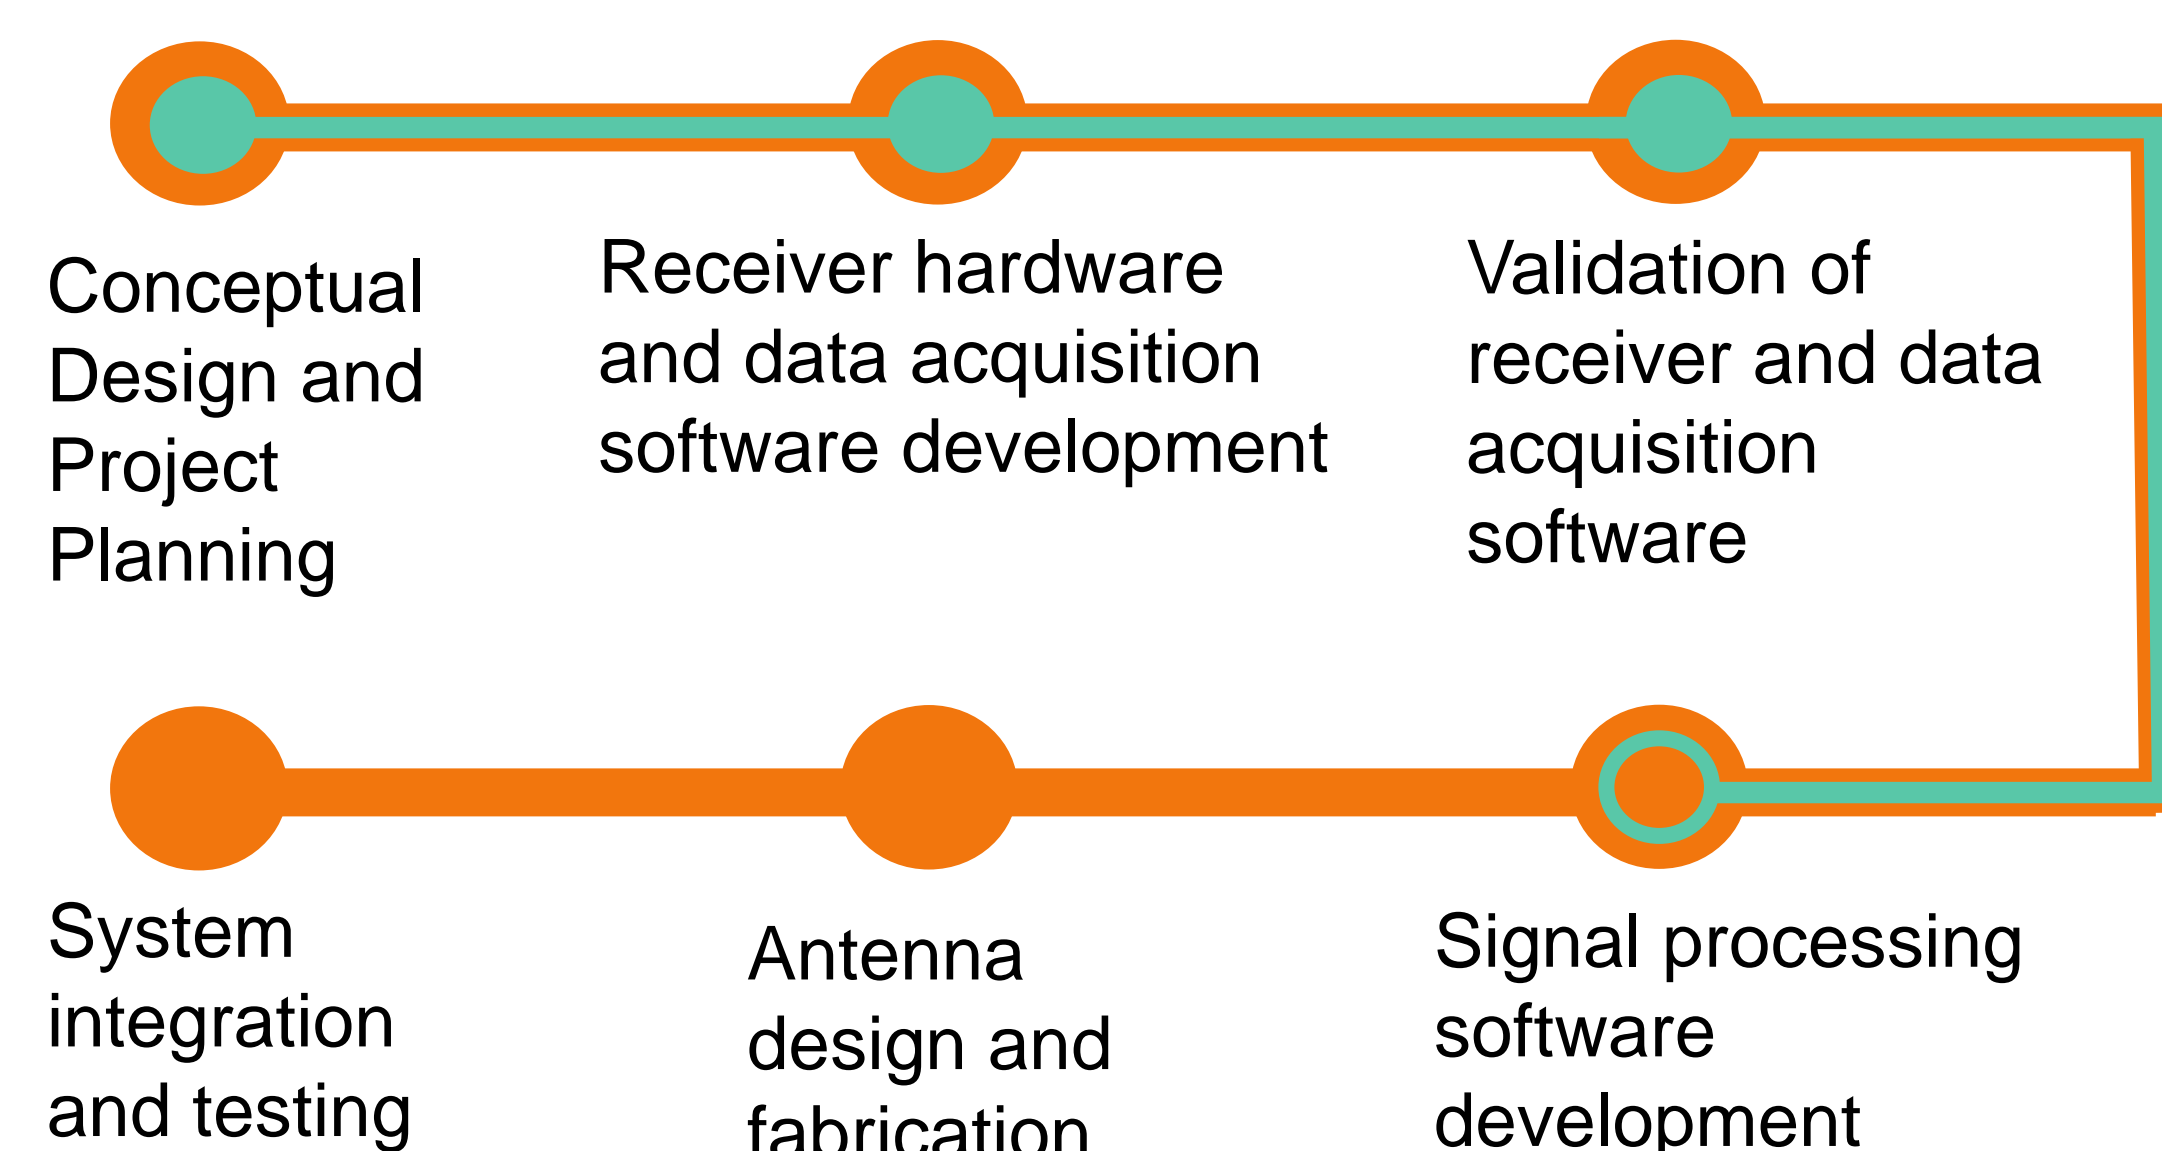 Conceptual
Design and
Project
Planning
Receiver hardware
and data acquisition
software development
Validation of
receiver and data
acquisition
software
System
integration
and testing
Antenna
design and
fabrication
Signal processing
software
development